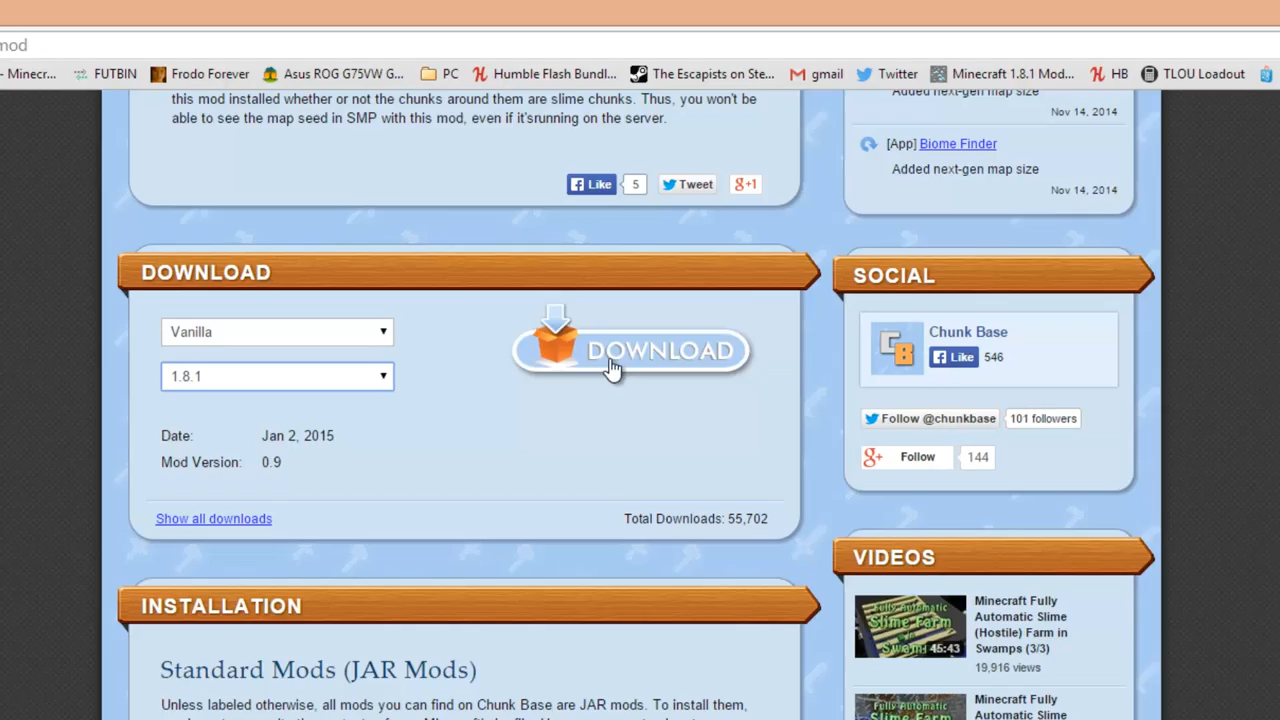 mod
- Minecr...
FUTBIN
Frodo Forever
Asus ROG G75VW G...
PC
Humble Flash Bundl...
The Escapists on Ste...
gmail
Twitter
Minecraft 1.8.1 Mod...
HB
TLOU Loadout
this mod installed whether or not the chunks around them are slime chunks. Thus, you won't be
able to see the map seed in SMP with this mod, even if it'srunning on the server.
Like
5
Tweet
g+1
DOWNLOAD
Vanilla
1.8.1
DOWNLOAD
Date: Jan 2, 2015
Mod Version: 0.9
Show all downloads
Total Downloads: 55,702
INSTALLATION
Standard Mods (JAR Mods)
Unless labeled otherwise, all mods you can find on Chunk Base are JAR mods. To install them,
Added next-gen map size
Nov 14, 2014
[App] Biome Finder
Added next-gen map size
Nov 14, 2014
SOCIAL
Chunk Base
Like
546
Follow @chunkbase
101 followers
g+
Follow
144
VIDEOS
Fully Automatic
Slime Farm
45:43
Minecraft Fully
Automatic Slime
(Hostile) Farm in
Swamps (3/3)
19,916 views
Fully Automatic
Minecraft Fully
Automatic Slime